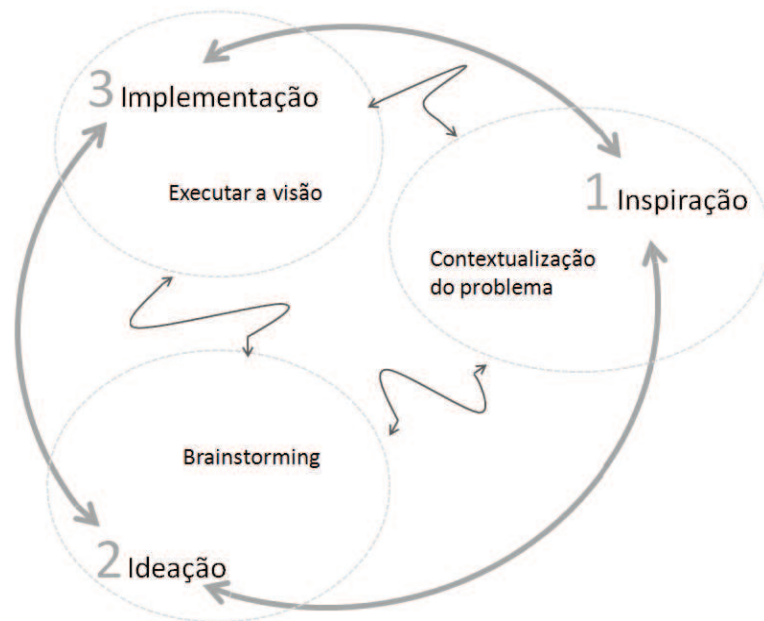 3 Implementação
Executar a visão
1 Inspiração
Contextualização
do problema
Brainstorming
2 Ideação